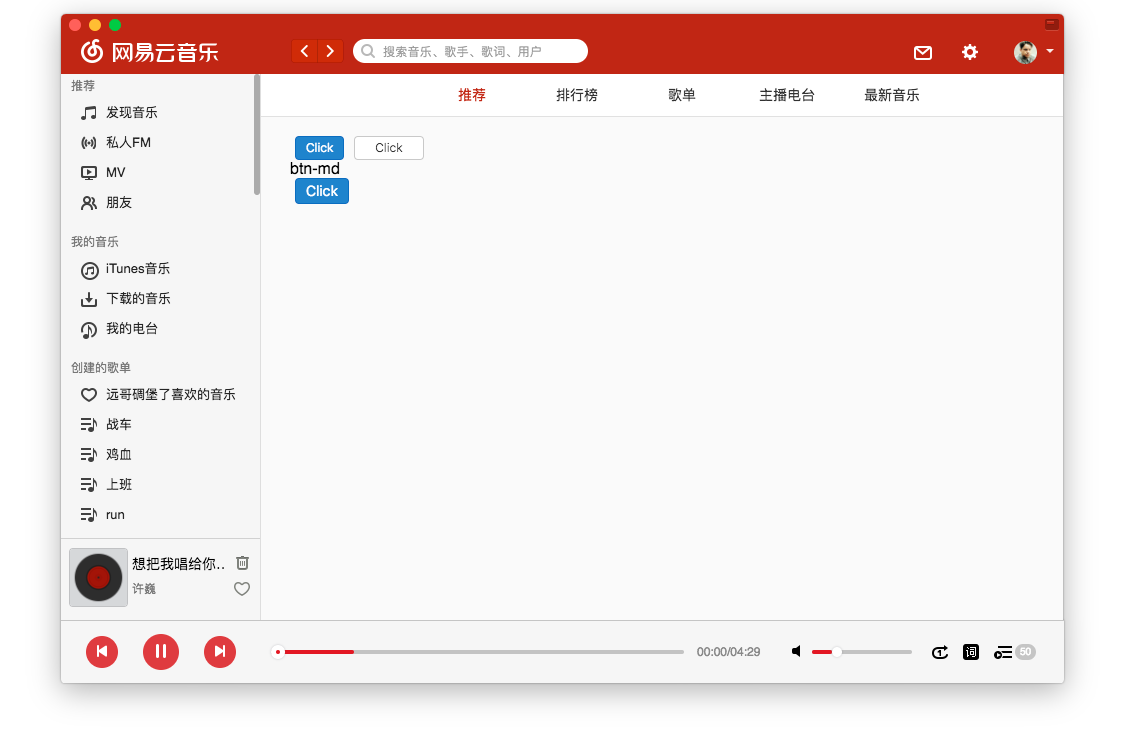 网易云音乐
搜索音乐、歌手、歌词、用户
推荐
发现音乐
私人FM
MV
朋友
我的音乐
iTunes音乐
下载的音乐
我的电台
创建的歌单
远哥碉堡了喜欢的音乐
战车
鸡血
上班
run
推荐 排行榜 歌单 主播电台 最新音乐
Click Click
btn-md
Click
想把我唱给你..
许巍
00:00/04:29
1
词
50